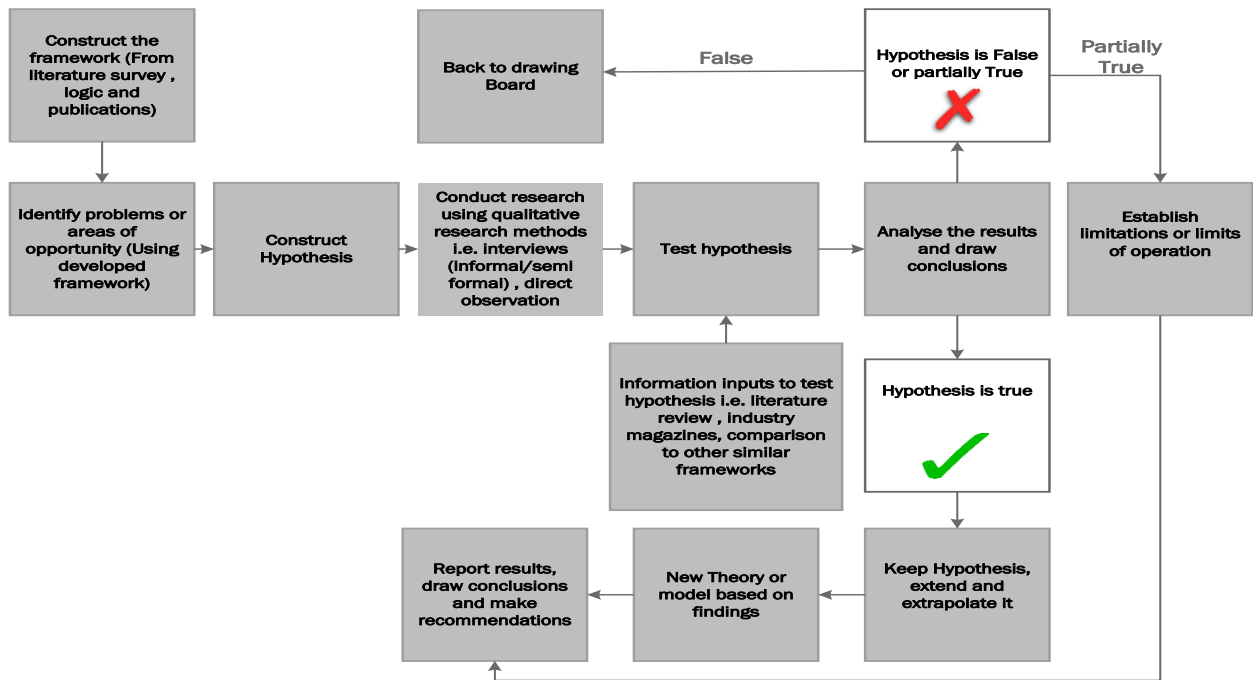 Construct the
framework (From
literature survey ,
logic and
publications)
Back to drawing
Board
False
Hypothesis is False
or partially True
Partially
True
Identify problems or
areas of
opportunity (Using
developed
framework)
Construct
Hypothesis
Conduct research
using qualitative
research methods
i.e. interviews
(informal/semi
formal) , direct
observation
Test hypothesis
Analyse the results
and draw
conclusions
Establish
limitations or limits
of operation
Information inputs to test
hypothesis i.e. literature
review , industry
magazines, comparison
to other similar
frameworks
Hypothesis is true
Report results,
draw conclusions
and make
recommendations
New Theory or
model based on
findings
Keep Hypothesis,
extend and
extrapolate it